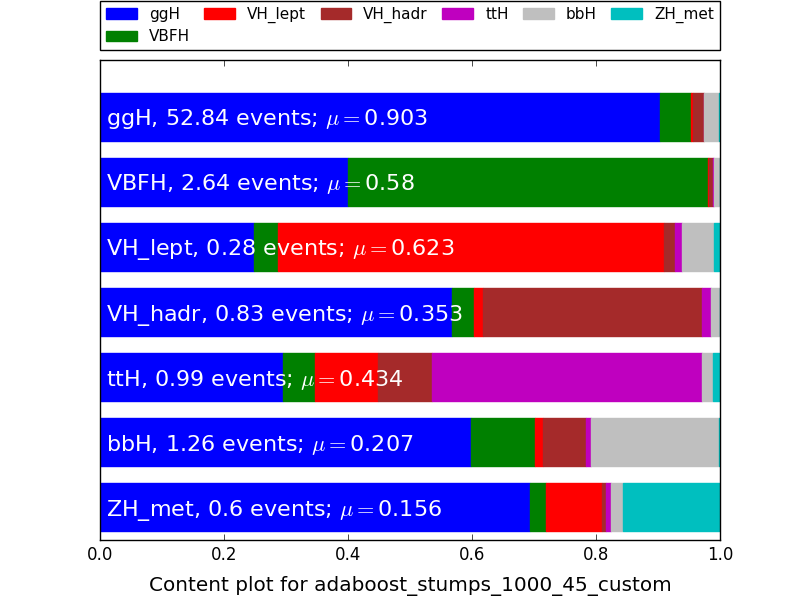 ggH VH_lept VH_hadr ttH bbH ZH_met
VBFH
ggH, 52.84 events; μ = 0.903
VBFH, 2.64 events; μ = 0.58
VH_lept, 0.28 events; μ = 0.623
VH_hadr, 0.83 events; μ = 0.353
ttH, 0.99 events; μ = 0.434
bbH, 1.26 events; μ = 0.207
ZH_met, 0.6 events; μ = 0.156
0.0 0.2 0.4 0.6 0.8 1.0
Content plot for adaboost_stumps_1000_45_custom